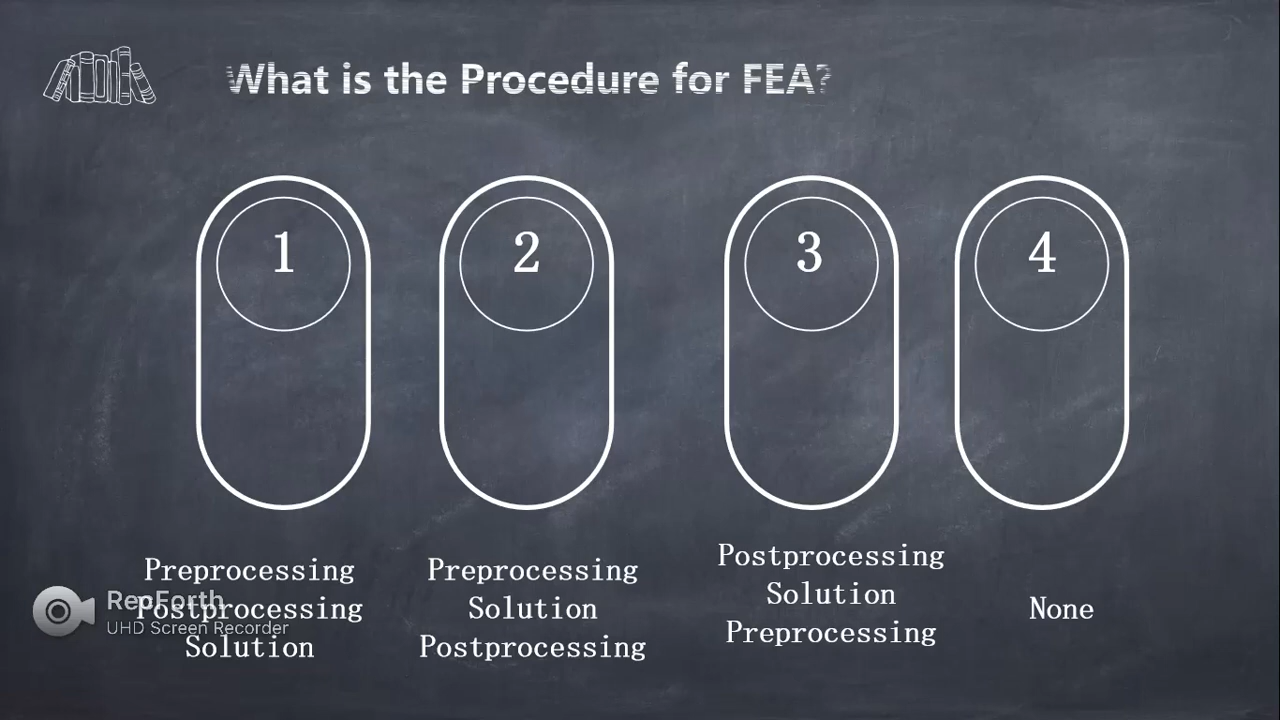 What is the Procedure for FEA?
1
2
3
4
Preprocessing
Postprocessing
Solution
Preprocessing
Solution
Postprocessing
Postprocessing
Solution
Preprocessing
None
RecForth
UHD Screen Recorder